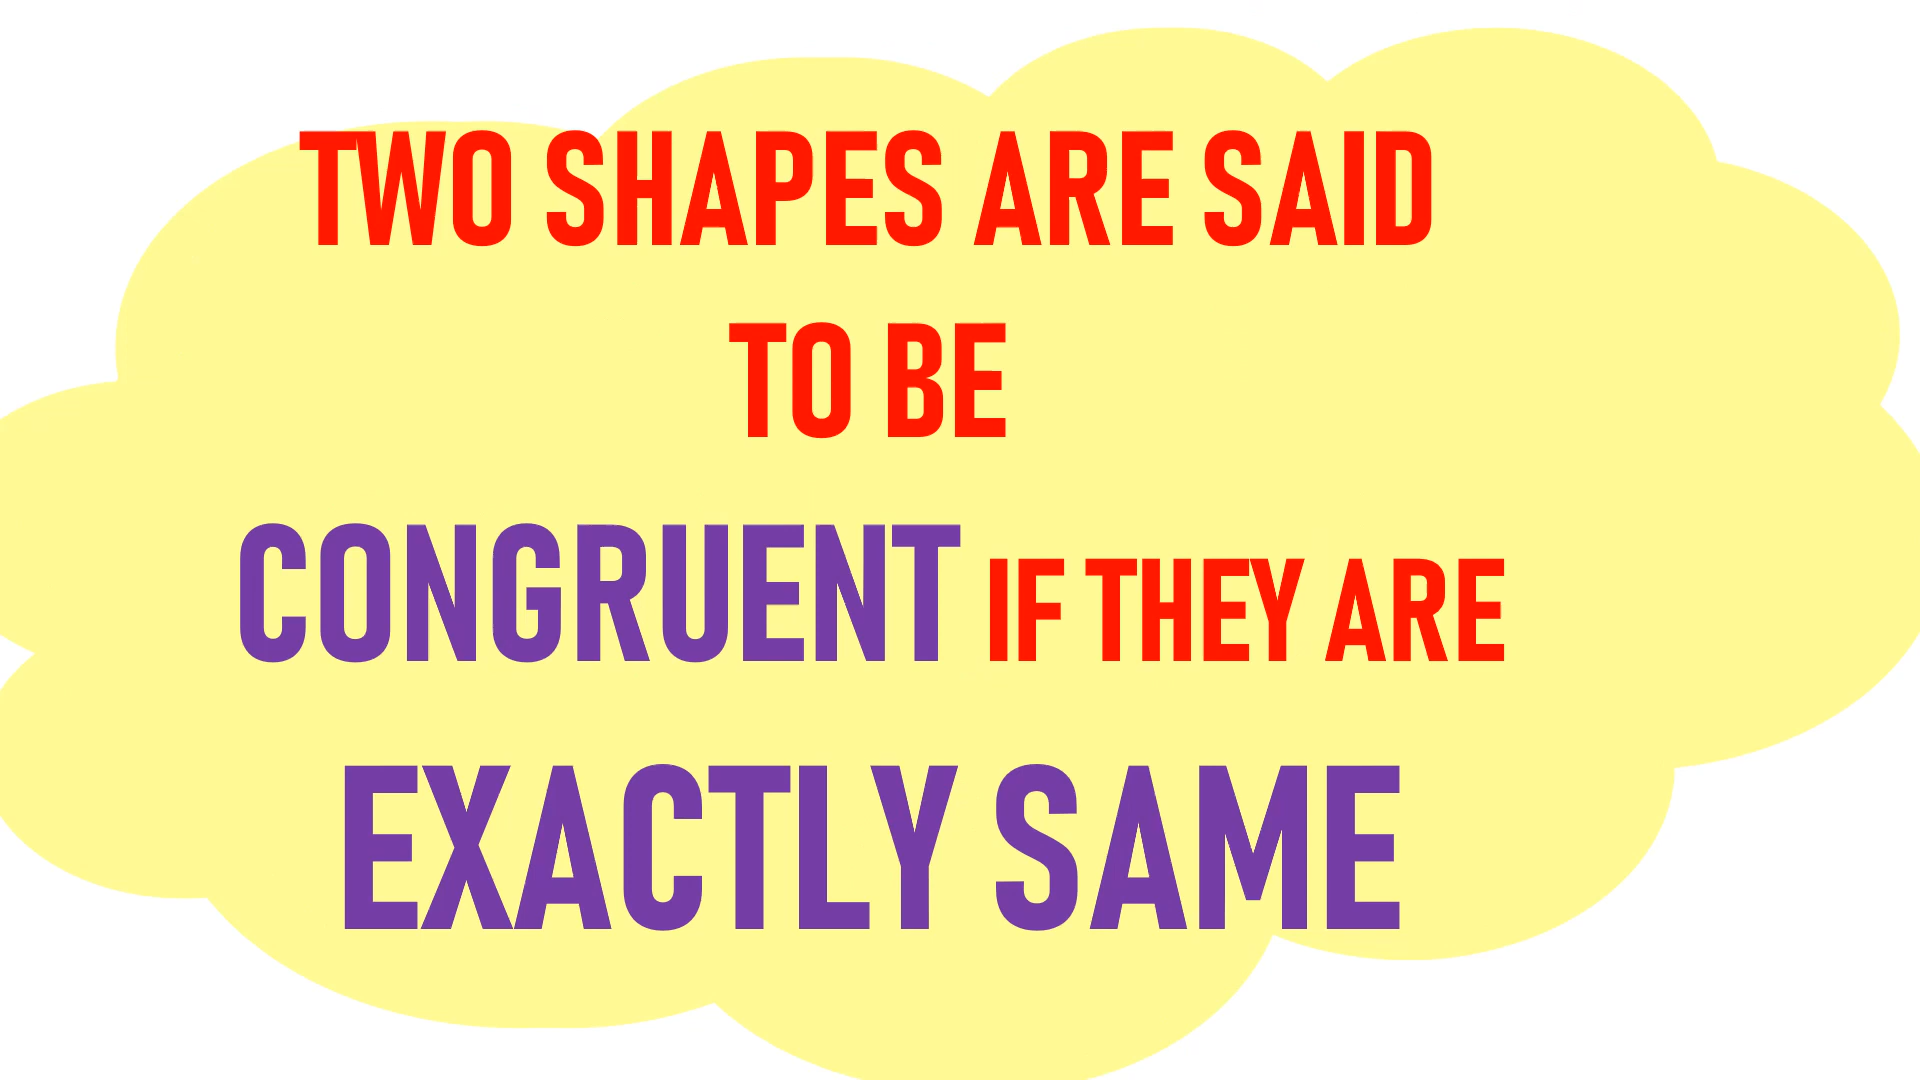 TWO SHAPES ARE SAID
TO BE
CONGRUENT IF THEY ARE
EXACTLY SAME